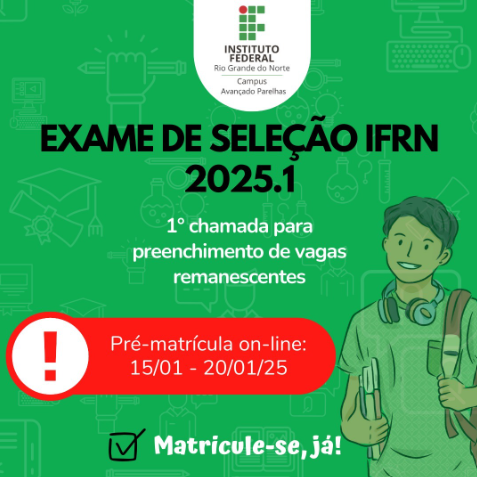 INSTITUTO
FEDERAL
Rio Grande do Norte
Campus
Avançado Parelhas
EXAME DE SELEÇÃO IFRN
2025.1
1º chamada para
preenchimento de vagas
remanescentes
!
Pré-matrícula on-line:
15/01 - 20/01/25
Matricule-se, já!